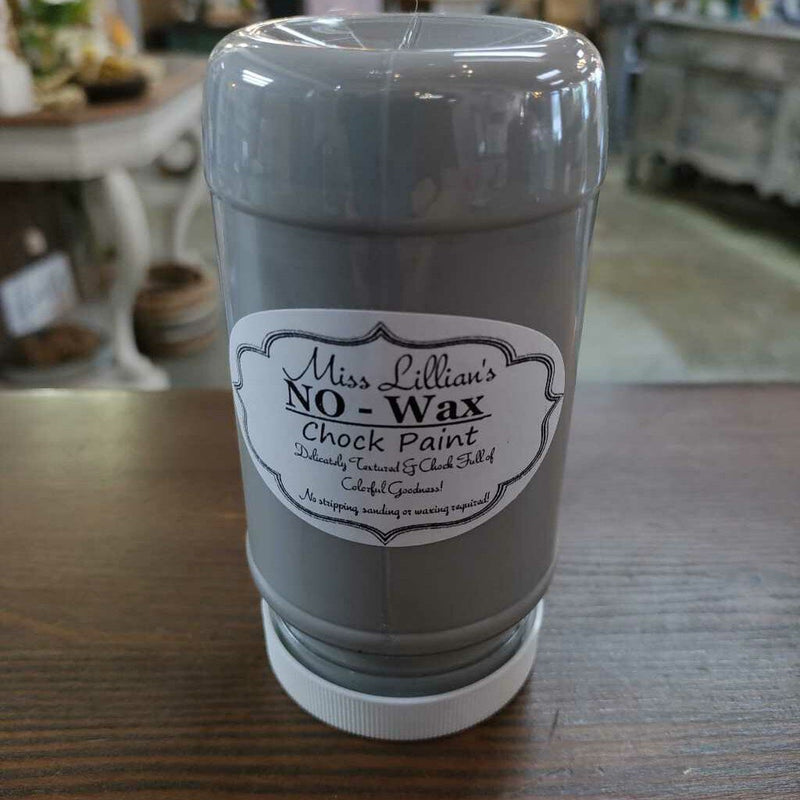 Miss Lillian's
NO - Wax
Chock Paint
Delicately Textured & Chock Full of
Colorful Goodness!
No stripping, sanding or waxing required!